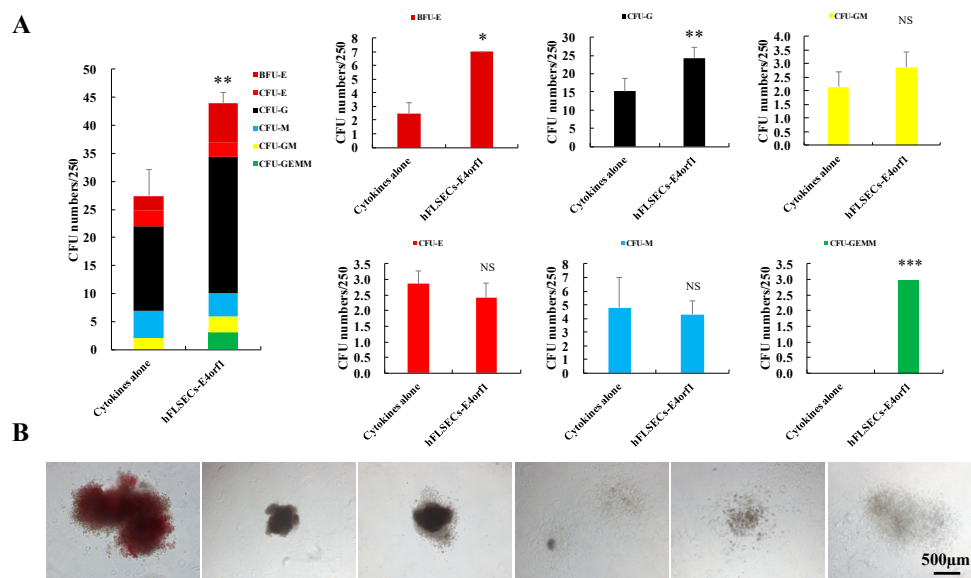 A
CFU numbers/250
50
45
40
35
30
25
20
15
10
5
0
**
Cytokines alone
hFLSECs-E4orf1
BFU-E
CFU-E
CFU-G
CFU-M
CFU-GM
CFU-GEMM
BFU-E
CFU numbers/250
8
7
6
5
4
3
2
1
0
*
Cytokines alone
hFLSECs-E4orf1
CFU-G
CFU numbers/250
30
25
20
15
10
5
0
**
Cytokines alone
hFLSECs-E4orf1
CFU-GM
CFU numbers/250
4.0
3.5
3.0
2.5
2.0
1.5
1.0
0.5
0.0
NS
Cytokines alone
hFLSECs-E4orf1
CFU-E
CFU numbers/250
3.5
3.0
2.5
2.0
1.5
1.0
0.5
0.0
NS
Cytokines alone
hFLSECs-E4orf1
CFU-M
CFU numbers/250
8
7
6
5
4
3
2
1
0
NS
Cytokines alone
hFLSECs-E4orf1
CFU-GEMM
CFU numbers/250
3.5
3.0
2.5
2.0
1.5
1.0
0.5
0.0
***
Cytokines alone
hFLSECs-E4orf1
B
500μm